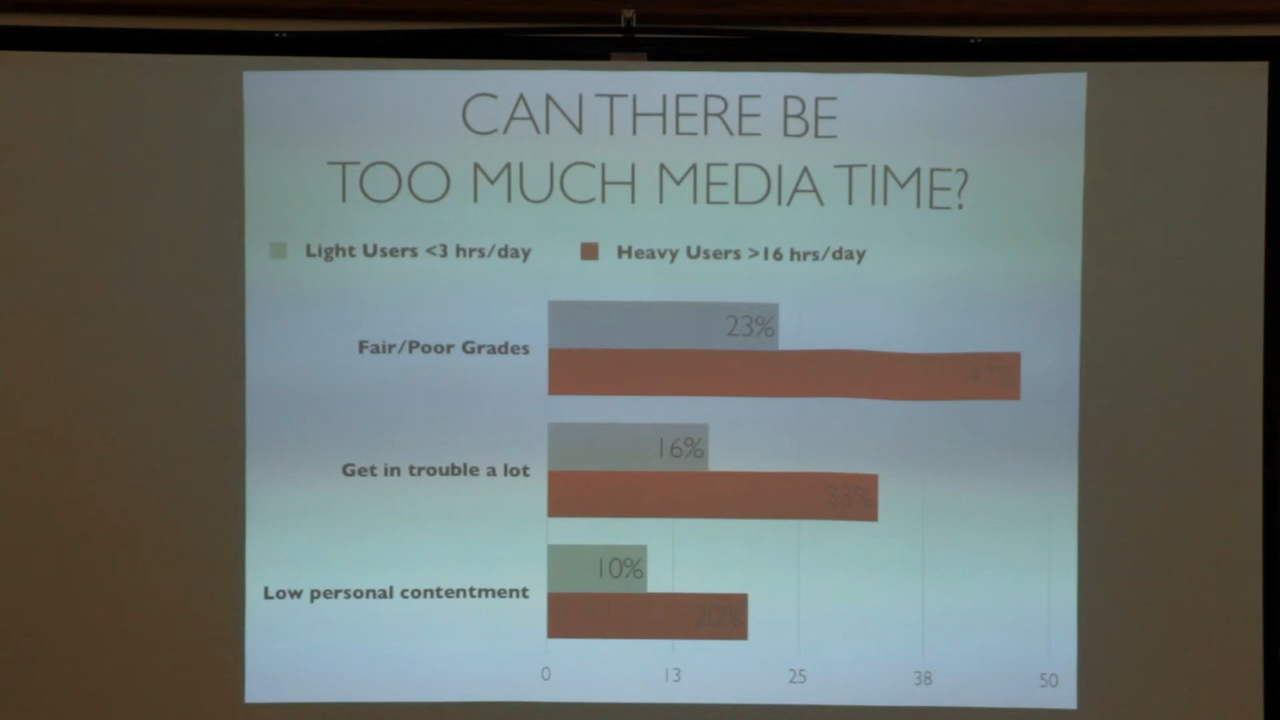 CAN THERE BE
TOO MUCH MEDIA TIME?
Light Users <3 hrs/day
Heavy Users >16 hrs/day
23%
Fair/Poor Grades
47%
16%
Get in trouble a lot
33%
10%
Low personal contentment
20%
0 13 25 38 50